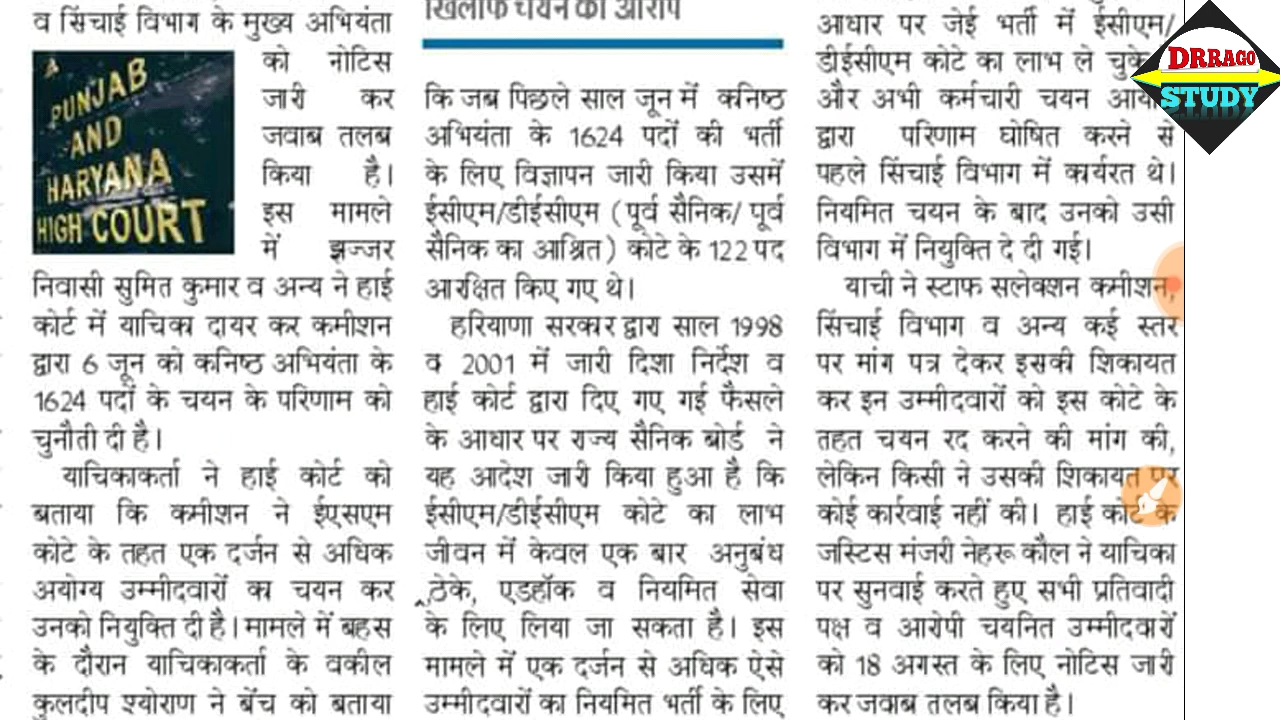 व सिंचाई विभाग के मुख्य अभियंता
PUNJAB
AND
HARYANA
HIGH COURT
को नोटिस
जारी कर
जवाब तलब
किया है।
इस मामले
में झज्जर
निवासी सुमित कुमार व अन्य ने हाई
कोर्ट में याचिका दायर कर कमीशन
द्वारा 6 जून को कनिष्ठ अभियंता के
1624 पदों के चयन के परिणाम को
चुनौती दी है।
याचिकाकर्ता ने हाई कोर्ट को
बताया कि कमीशन ने ईएसएम
कोटे के तहत एक दर्जन से अधिक
अयोग्य उम्मीदवारों का चयन कर
उनको नियुक्ति दी है। मामले में बहस
के दौरान याचिकाकर्ता के वकील
कुलदीप श्योराण ने बेंच को बताया
खिलाफ चयन का आरोप
कि जब पिछले साल जून में कनिष्ठ
अभियंता के 1624 पदों की भर्ती
के लिए विज्ञापन जारी किया उसमें
ईसीएम/डीईसीएम (पूर्व सैनिक/ पूर्व
सैनिक का आश्रित) कोटे के 122 पद
आरक्षित किए गए थे।
हरियाणा सरकार द्वारा साल 1998
व 2001 में जारी दिशा निर्देश व
हाई कोर्ट द्वारा दिए गए गई फैसले
के आधार पर राज्य सैनिक बोर्ड ने
यह आदेश जारी किया हुआ है कि
ईसीएम/डीईसीएम कोटे का लाभ
जीवन में केवल एक बार अनुबंध
,ठेके, एडहॉक व नियमित सेवा
के लिए लिया जा सकता है। इस
मामले में एक दर्जन से अधिक ऐसे
उम्मीदवारों का नियमित भर्ती के लिए
आधार पर जेई भर्ती में ईसीएम/
डीईसीएम कोटे का लाभ ले चुके
और अभी कर्मचारी चयन
द्वारा परिणाम घोषित करने से
पहले सिंचाई विभाग में कार्यरत थे।
नियमित चयन के बाद उनको उसी
विभाग में नियुक्ति दे दी गई।
याची ने स्टाफ सलेक्शन कमीशन,
सिंचाई विभाग व अन्य कई स्तर
पर मांग पत्र देकर इसकी शिकायत
कर इन उम्मीदवारों को इस कोटे के
तहत चयन रद करने की मांग की,
लेकिन किसी ने उसकी शिकायत पर
कोई कार्रवाई नहीं की। हाई कोर्ट के
जस्टिस मंजरी नेहरू कौल ने याचिका
पर सुनवाई करते हुए सभी प्रतिवादी
पक्ष व आरोपी चयनित उम्मीदवारों
को 18 अगस्त के लिए नोटिस जारी
कर जवाब तलब किया है।
DRRAGO
STUDY